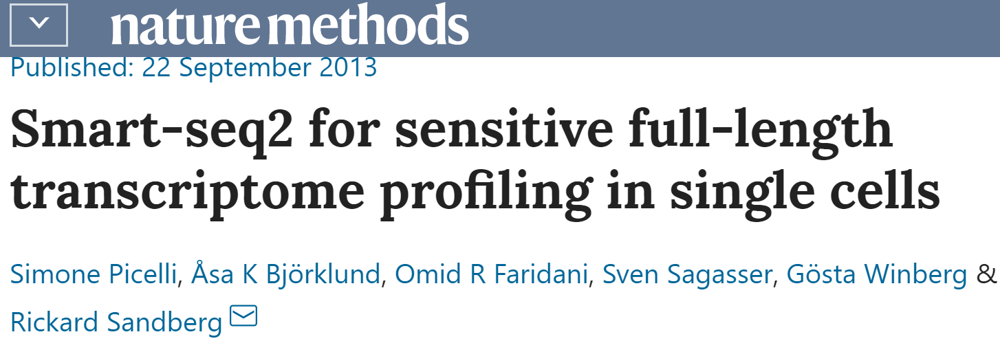 nature methods
Published: 22 September 2013
Smart-seq2 for sensitive full-length
transcriptome profiling in single cells
Simone Picelli, Åsa K Björklund, Omid R Faridani, Sven Sagasser, Gösta Winberg &
Rickard Sandberg